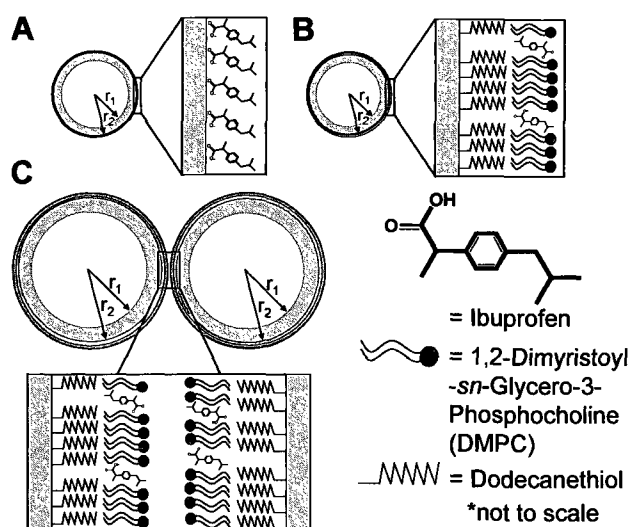 A
B
r₁
r₂
r₁
r₂
C
r₁
r₂
r₁
r₂
OH
O
= Ibuprofen
= 1,2-Dimyristoyl
-sn-Glycero-3-
Phosphocholine
(DMPC)
= Dodecanethiol
*not to scale